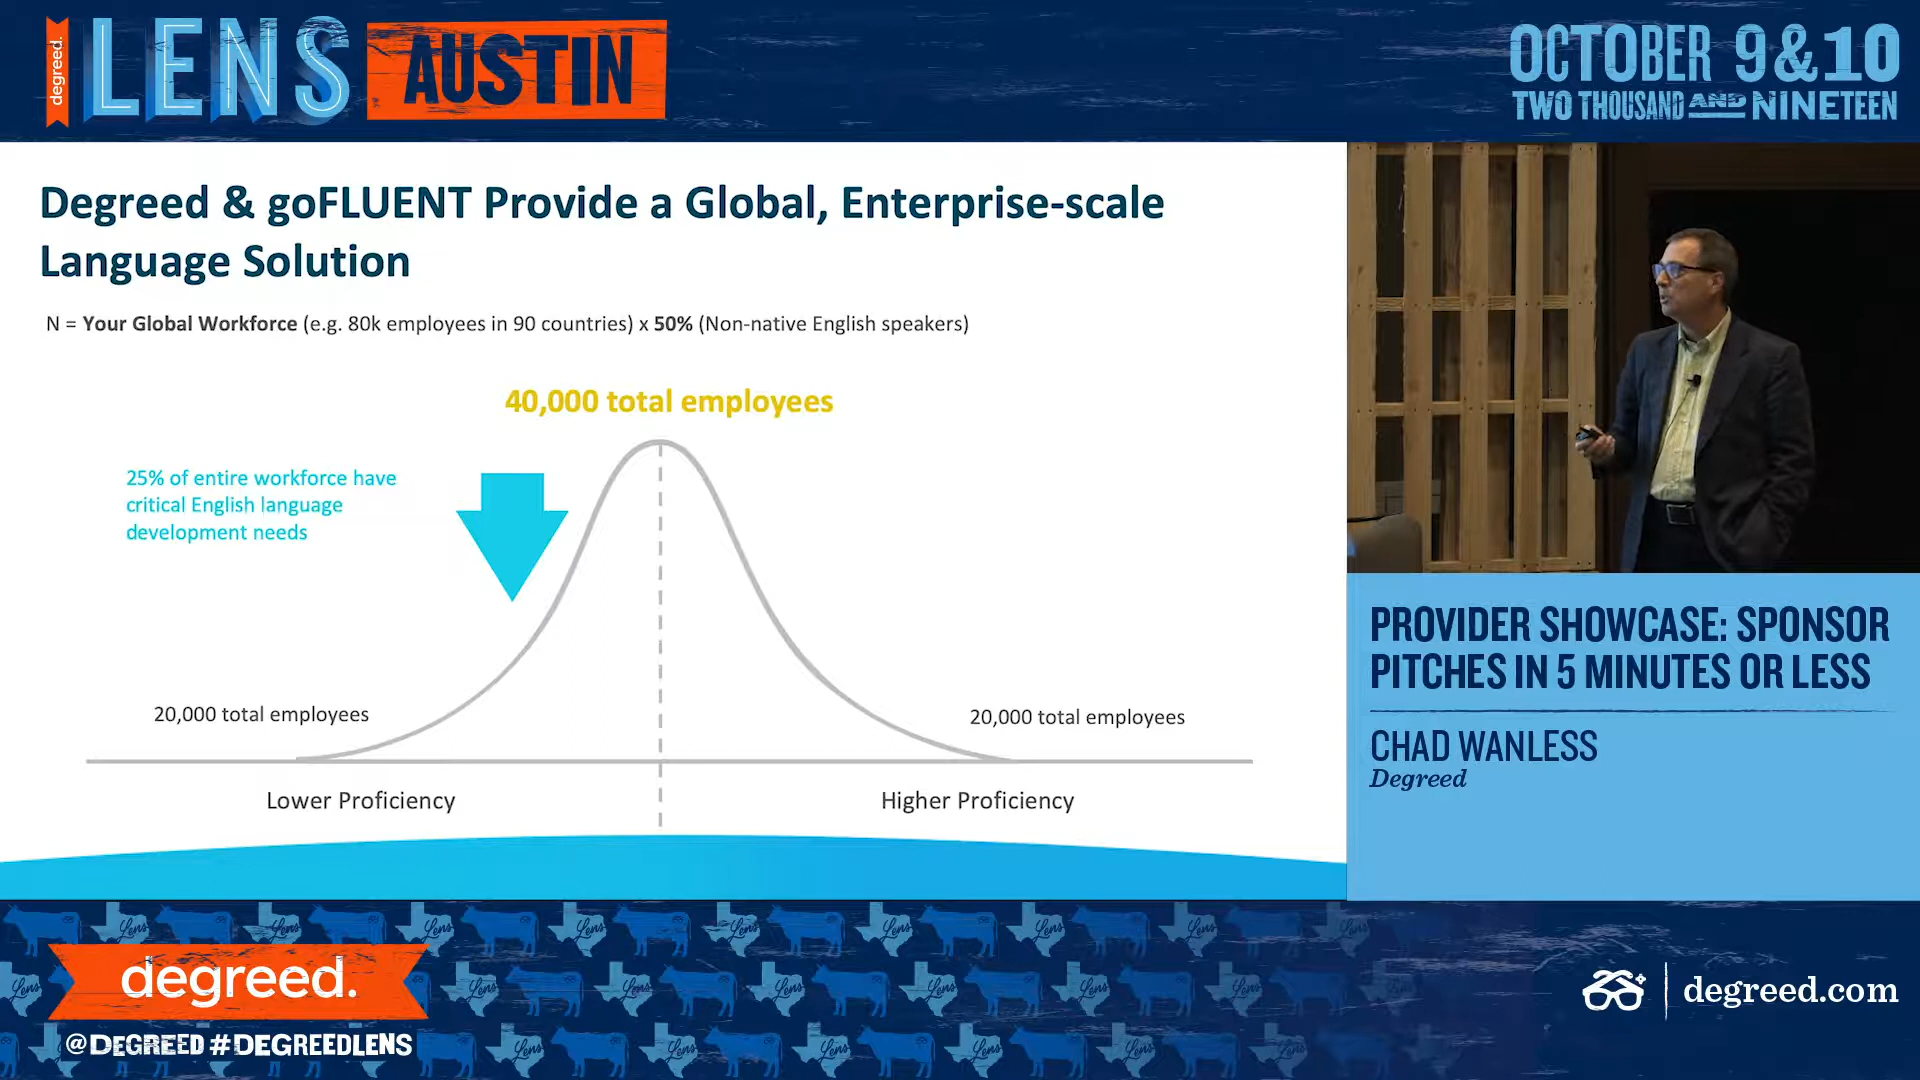 degreed.
LENS
AUSTIN
OCTOBER 9&10
TWO THOUSAND AND NINETEEN
Degreed & goFLUENT Provide a Global, Enterprise-scale
Language Solution
N = Your Global Workforce (e.g. 80k employees in 90 countries) x 50% (Non-native English speakers)
40,000 total employees
25% of entire workforce have
critical English language
development needs
20,000 total employees
20,000 total employees
Lower Proficiency
Higher Proficiency
PROVIDER SHOWCASE: SPONSOR
PITCHES IN 5 MINUTES OR LESS
CHAD WANLESS
Degreed
degreed.
@DEGREED #DEGREEDLENS
degreed.com
Lens